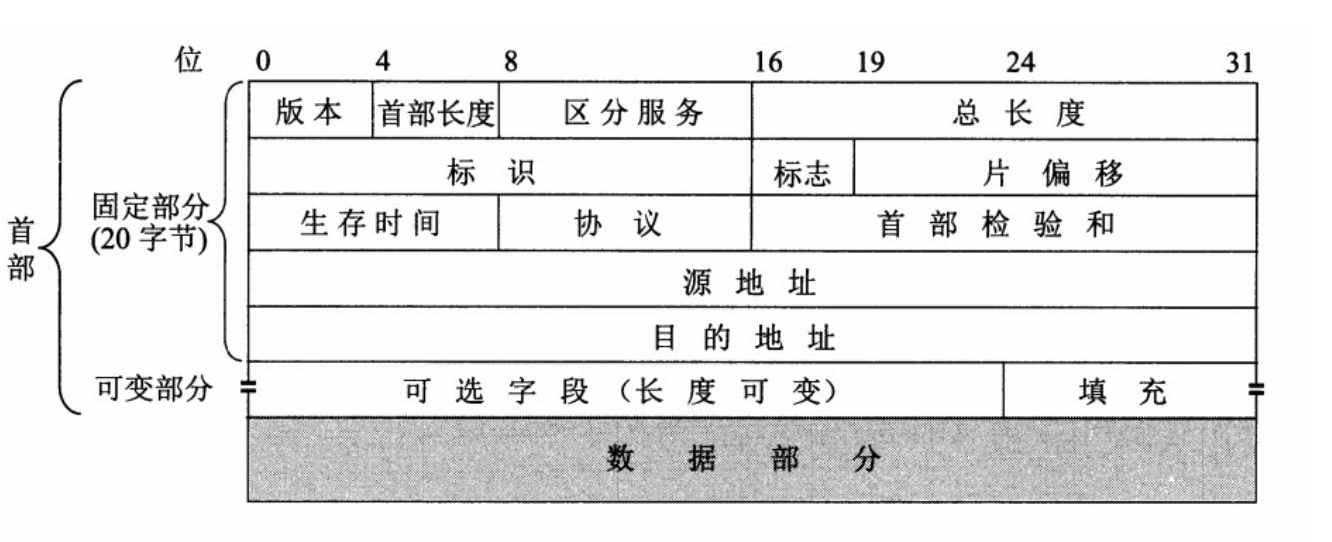 位 0 4 8 16 19 24 31
版本 首部长度 区分服务 总长度
标识 标志 片偏移
固定部分
(20 字节)
生存时间 协议 首部检验和
首部
源地址
目的地址
可变部分 可选字段（长度可变） 填充
数据部分